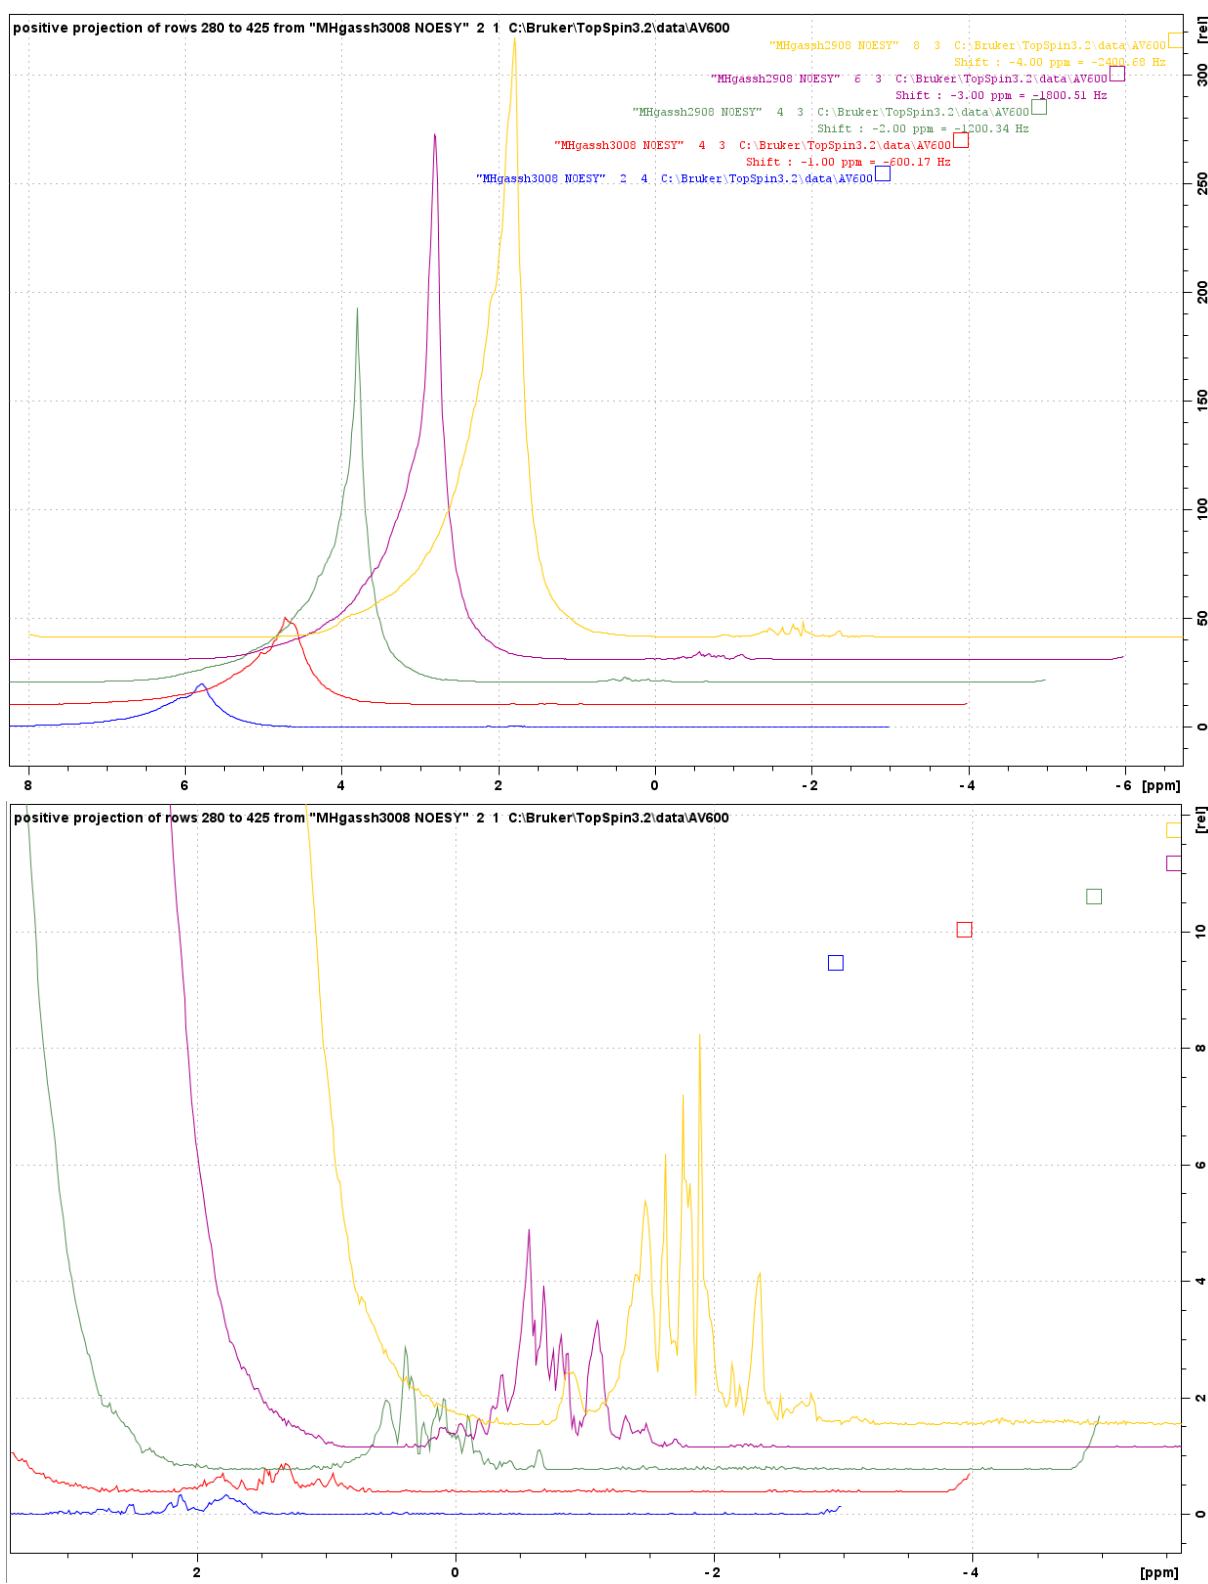 positive projection of rows 280 to 425 from "MHgassh3008 NOESY" 2 1 C:\Bruker\TopSpin3.2\data\AV600
[rel]
"MHgassh2908 NOESY" 8 3 C:\Bruker\TopSpin3.2\data\AV600
Shift : -4.00 ppm = -2400.68 Hz
"MHgassh2908 NOESY" 6 3 C:\Bruker\TopSpin3.2\data\AV600
Shift : -3.00 ppm = -1800.51 Hz
"MHgassh2908 NOESY" 4 3 C:\Bruker\TopSpin3.2\data\AV600
Shift : -2.00 ppm = -1200.34 Hz
"MHgassh3008 NOESY" 4 3 C:\Bruker\TopSpin3.2\data\AV600
Shift : -1.00 ppm = -600.17 Hz
"MHgassh3008 NOESY" 2 4 C:\Bruker\TopSpin3.2\data\AV600
300
250
200
150
100
50
0
8 6 4 2 0 -2 -4 -6 [ppm]
positive projection of rows 280 to 425 from "MHgassh3008 NOESY" 2 1 C:\Bruker\TopSpin3.2\data\AV600
[rel]
10
8
6
4
2
0
2 0 -2 -4 [ppm]